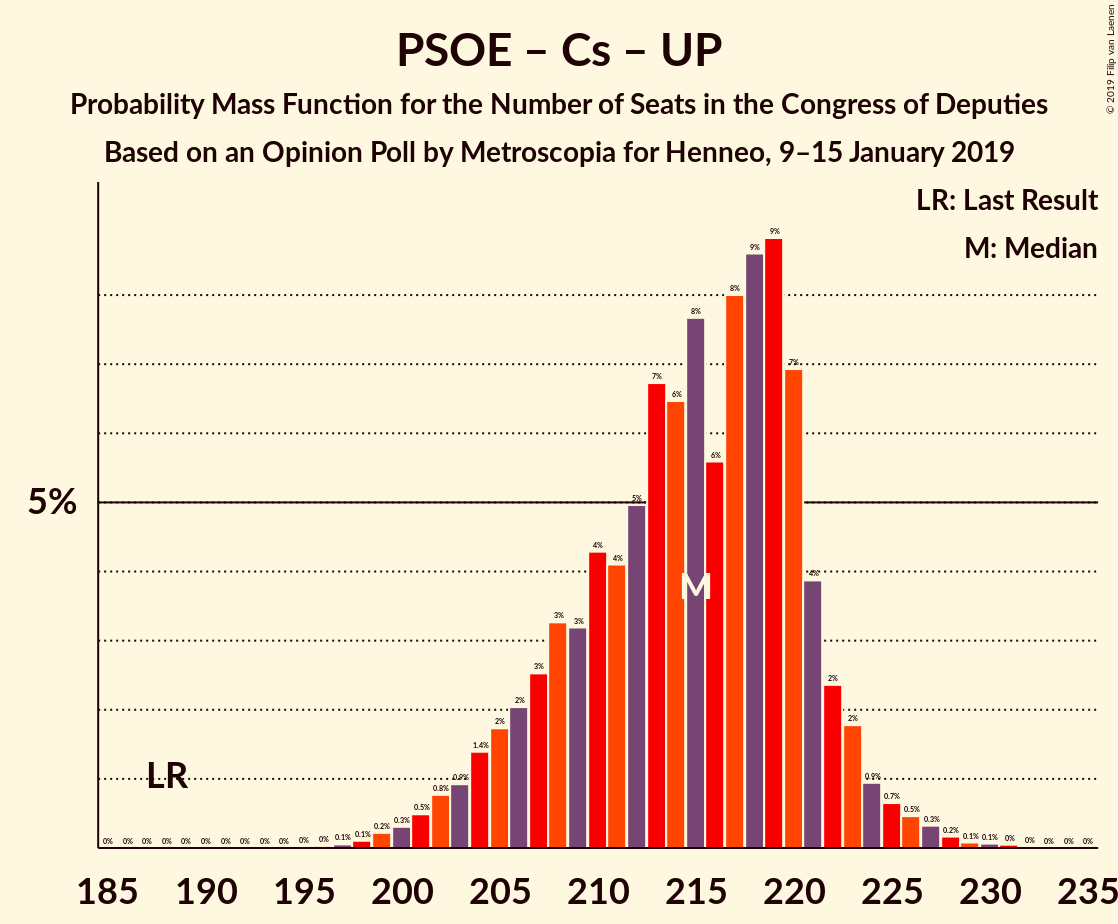 PSOE – Cs – UP
Probability Mass Function for the Number of Seats in the Congress of Deputies
Based on an Opinion Poll by Metroscopia for Henneo, 9–15 January 2019
© 2019 Filip van Laenen
LR: Last Result
M: Median
5%
LR
M
0% 0% 0% 0% 0% 0% 0% 0% 0% 0% 0% 0% 0.1% 0.1% 0.2% 0.3% 0.5% 0.8% 0.9% 1.4% 2% 2% 3% 3% 3% 4% 4% 5% 7% 6% 8% 6% 8% 9% 9% 7% 4% 2% 2% 0.9% 0.7% 0.5% 0.3% 0.2% 0.1% 0.1% 0% 0% 0% 0% 0%
185 190 195 200 205 210 215 220 225 230 235